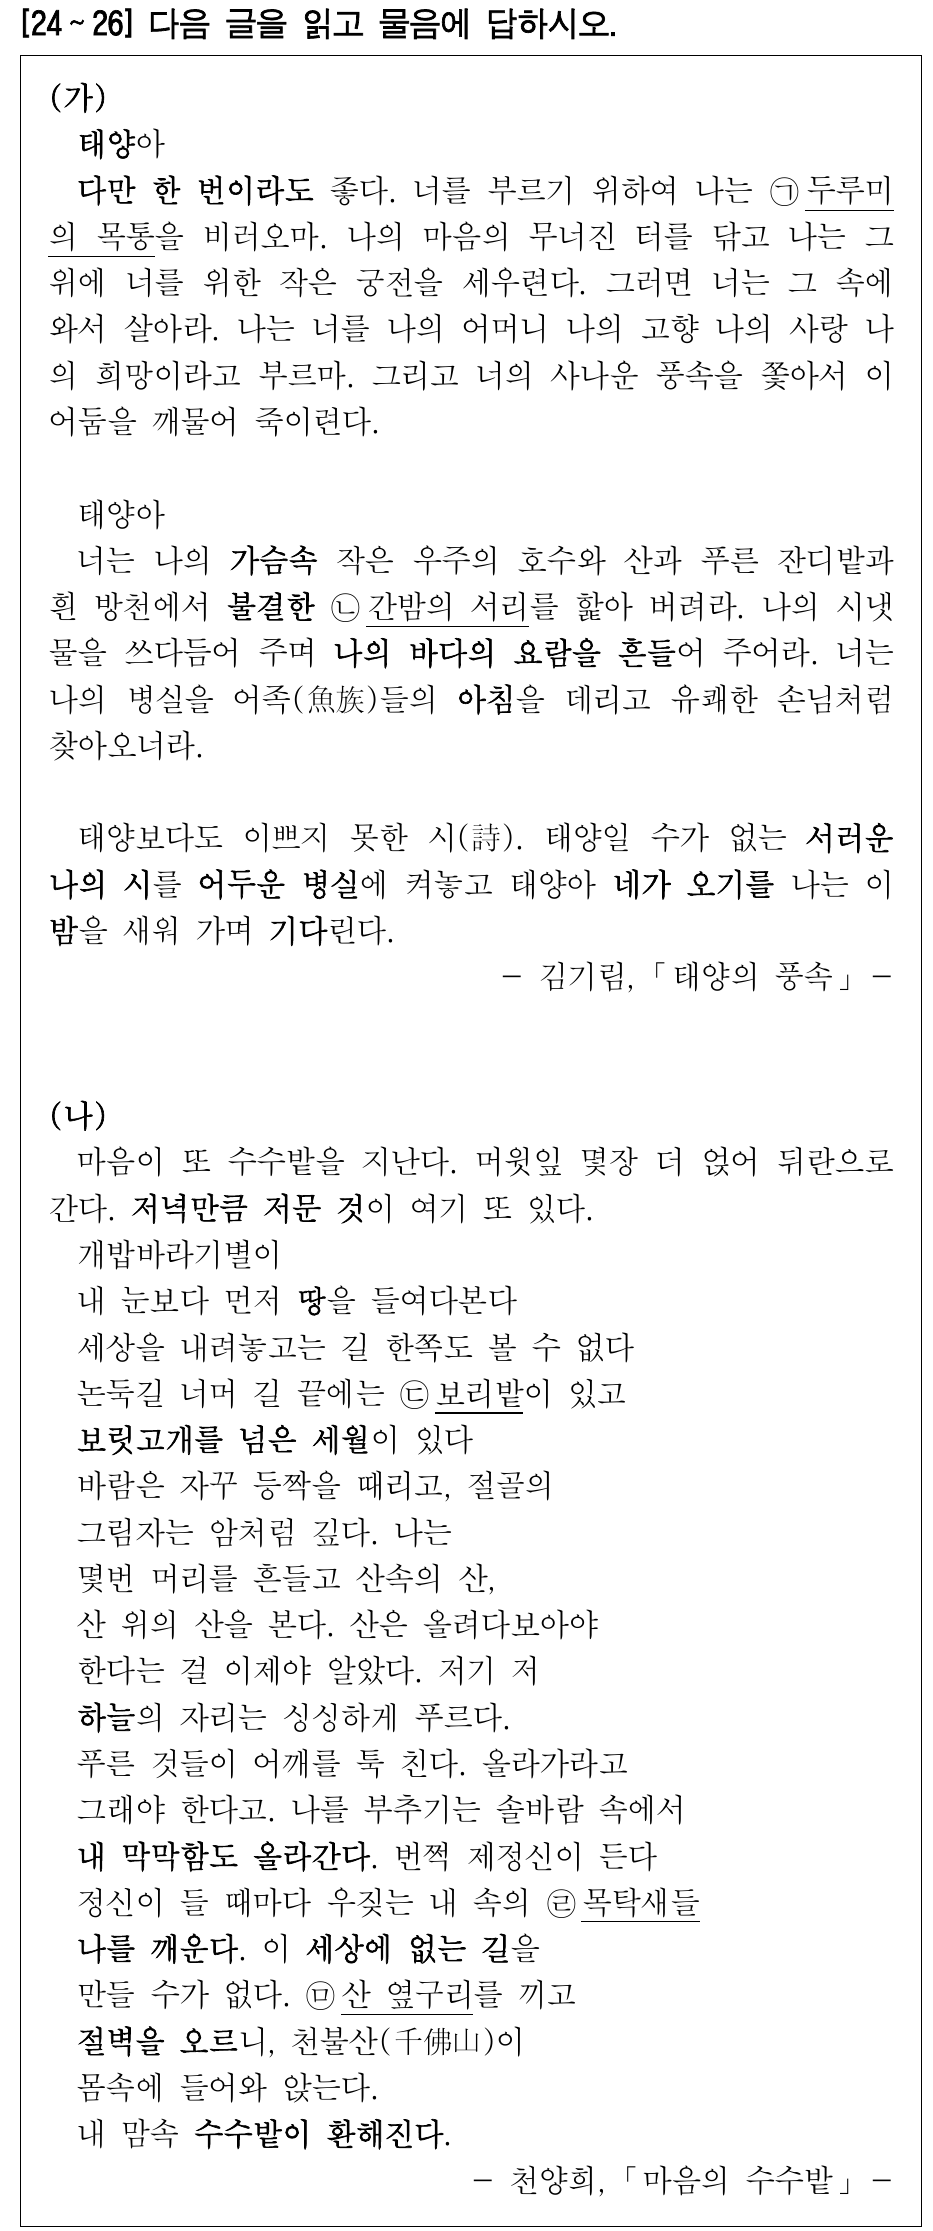 [24~26] 다음 글을 읽고 물음에 답하시오.
(가)
태양아
다만 한 번이라도 좋다. 너를 부르기 위하여 나는 ㉠두루미
의 목통을 비러오마. 나의 마음의 무너진 터를 닦고 나는 그
위에 너를 위한 작은 궁전을 세우련다. 그러면 너는 그 속에
와서 살아라. 나는 너를 나의 어머니 나의 고향 나의 사랑 나
의 희망이라고 부르마. 그리고 너의 사나운 풍속을 쫓아서 이
어둠을 깨물어 죽이련다.
태양아
너는 나의 가슴속 작은 우주의 호수와 산과 푸른 잔디밭과
흰 방천에서 불결한 ㉡간밤의 서리를 핥아 버려라. 나의 시냇
물을 쓰다듬어 주며 나의 바다의 요람을 흔들어 주어라. 너는
나의 병실을 어족(魚族)들의 아침을 데리고 유쾌한 손님처럼
찾아오너라.
태양보다도 이쁘지 못한 시(詩). 태양일 수가 없는 서러운
나의 시를 어두운 병실에 켜놓고 태양아 네가 오기를 나는 이
밤을 새워 가며 기다린다.
- 김기림, 「태양의 풍속」 -
(나)
마음이 또 수수밭을 지난다. 머윗잎 몇장 더 얹어 뒤란으로
간다. 저녁만큼 저문 것이 여기 또 있다.
개밥바라기별이
내 눈보다 먼저 땅을 들여다본다
세상을 내려놓고는 길 한쪽도 볼 수 없다
논둑길 너머 길 끝에는 ㉢보리밭이 있고
보릿고개를 넘은 세월이 있다
바람은 자꾸 등짝을 때리고, 절골의
그림자는 암처럼 깊다. 나는
몇번 머리를 흔들고 산속의 산,
산 위의 산을 본다. 산은 올려다보아야
한다는 걸 이제야 알았다. 저기 저
하늘의 자리는 싱싱하게 푸르다.
푸른 것들이 어깨를 툭 친다. 올라가라고
그래야 한다고. 나를 부추기는 솔바람 속에서
내 막막함도 올라간다. 번쩍 제정신이 든다
정신이 들 때마다 우짖는 내 속의 ㉣목탁새들
나를 깨운다. 이 세상에 없는 길을
만들 수가 없다. ㉤산 옆구리를 끼고
절벽을 오르니, 천불산(千佛山)이
몸속에 들어와 앉는다.
내 맘속 수수밭이 환해진다.
- 천양희, 「마음의 수수밭」 -